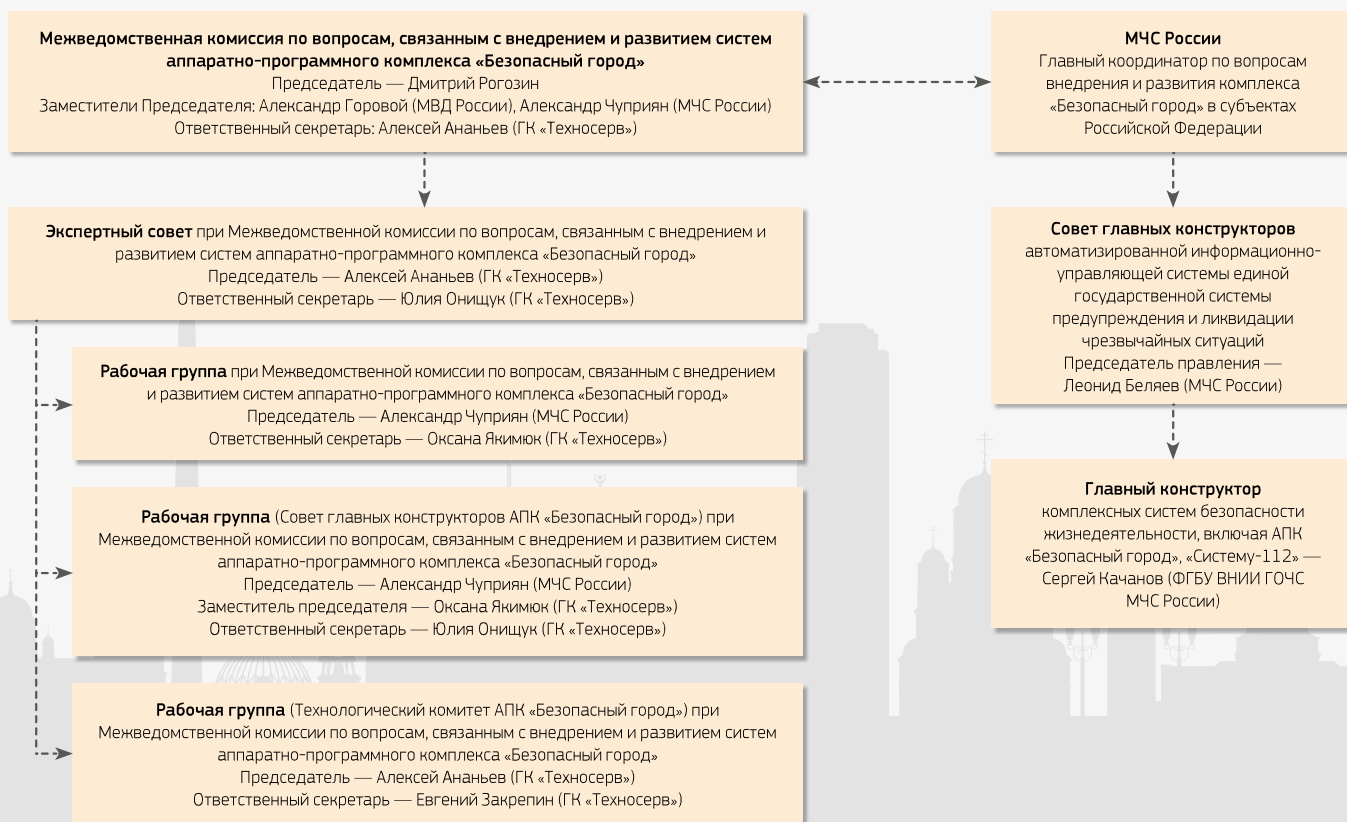 Межведомственная комиссия по вопросам, связанным с внедрением и развитием систем
аппаратно-программного комплекса «Безопасный город»
Председатель — Дмитрий Рогозин
Заместители Председателя: Александр Горовой (МВД России), Александр Чуприян (МЧС России)
Ответственный секретарь: Алексей Ананьев (ГК «Техносерв»)
МЧС России
Главный координатор по вопросам
внедрения и развития комплекса
«Безопасный город» в субъектах
Российской Федерации
Экспертный совет при Межведомственной комиссии по вопросам, связанным с внедрением и
развитием систем аппаратно-программного комплекса «Безопасный город»
Председатель — Алексей Ананьев (ГК «Техносерв»)
Ответственный секретарь — Юлия Онищук (ГК «Техносерв»)
Совет главных конструкторов
автоматизированной информационно-
управляющей системы единой
государственной системы
предупреждения и ликвидации
чрезвычайных ситуаций
Председатель правления —
Леонид Беляев (МЧС России)
Рабочая группа при Межведомственной комиссии по вопросам, связанным с внедрением
и развитием систем аппаратно-программного комплекса «Безопасный город»
Председатель — Александр Чуприян (МЧС России)
Ответственный секретарь — Оксана Якимюк (ГК «Техносерв»)
Главный конструктор
комплексных систем безопасности
жизнедеятельности, включая АПК
«Безопасный город», «Систему-112» —
Сергей Качанов (ФГБУ ВНИИ ГОЧС
МЧС России)
Рабочая группа (Совет главных конструкторов АПК «Безопасный город») при
Межведомственной комиссии по вопросам, связанным с внедрением и развитием систем
аппаратно-программного комплекса «Безопасный город»
Председатель — Александр Чуприян (МЧС России)
Заместитель председателя — Оксана Якимюк (ГК «Техносерв»)
Ответственный секретарь — Юлия Онищук (ГК «Техносерв»)
Рабочая группа (Технологический комитет АПК «Безопасный город») при
Межведомственной комиссии по вопросам, связанным с внедрением и развитием систем
аппаратно-программного комплекса «Безопасный город»
Председатель — Алексей Ананьев (ГК «Техносерв»)
Ответственный секретарь — Евгений Закрепин (ГК «Техносерв»)